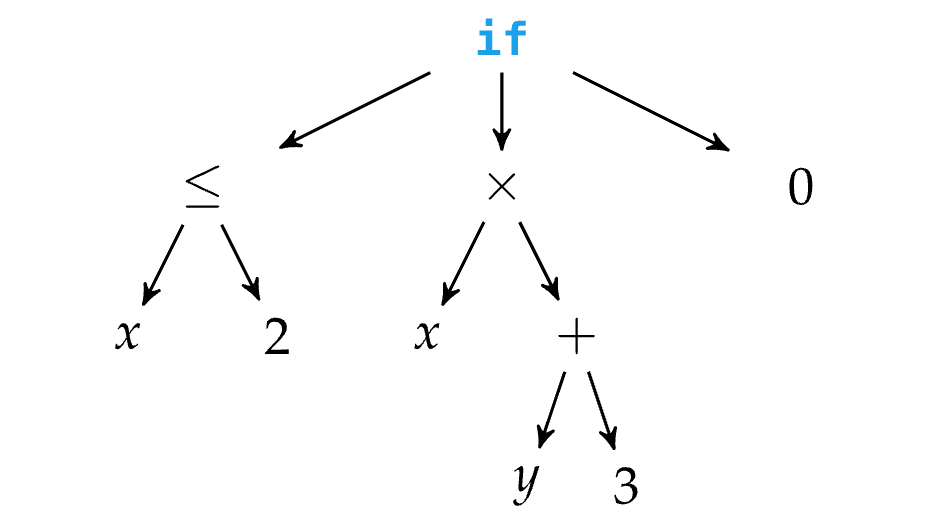 if
≤ × 0
x 2 x +
y 3